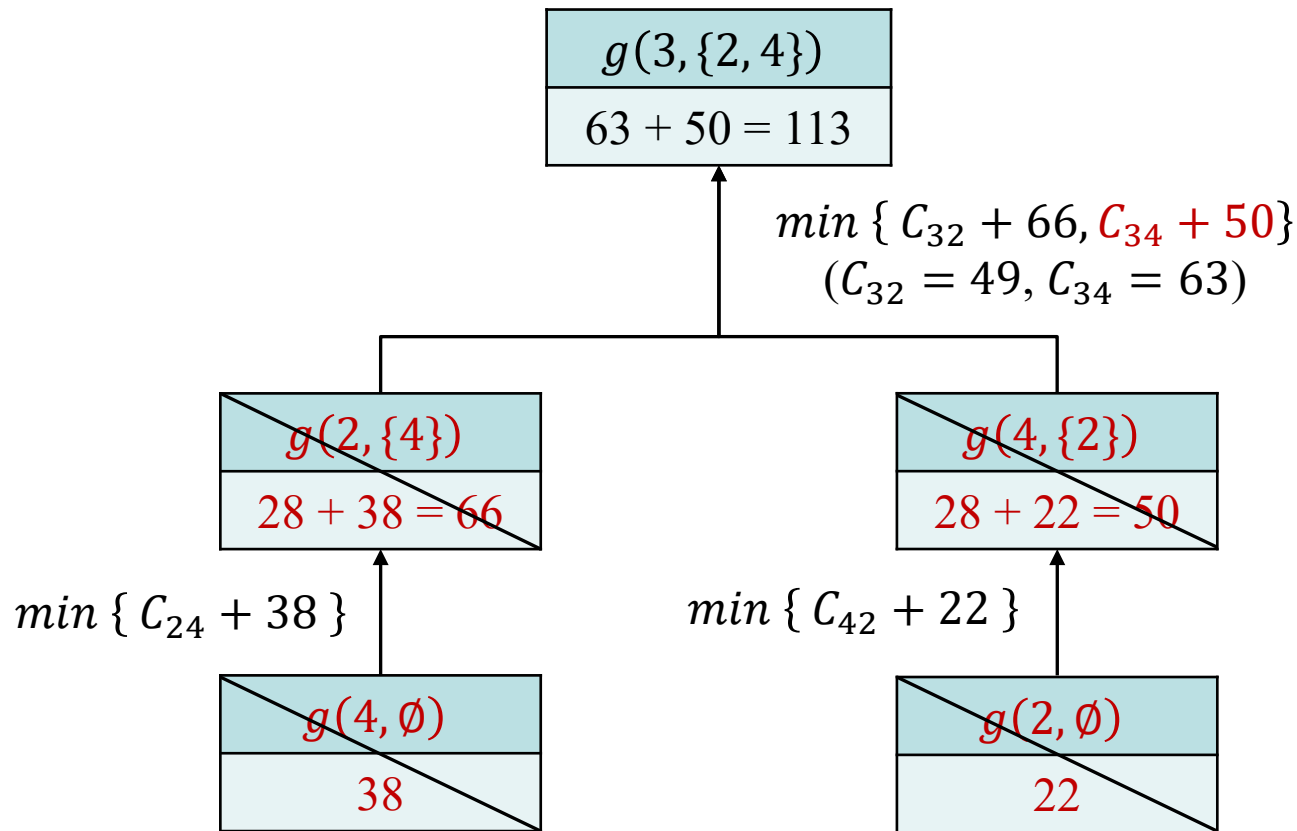 g(3, {2, 4})
63 + 50 = 113
min { C₃₂ + 66, C₃₄ + 50}
(C₃₂ = 49, C₃₄ = 63)
g(2, {4})
28 + 38 = 66
g(4, {2})
28 + 22 = 50
min { C₂₄ + 38 }
min { C₄₂ + 22 }
g(4, ∅)
38
g(2, ∅)
22